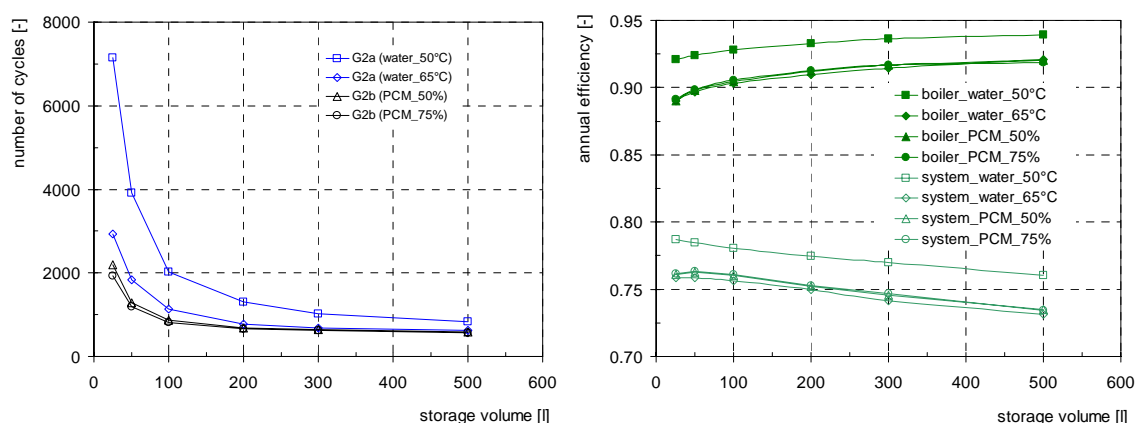 number of cycles [-]
8000
6000
4000
2000
0
G2a (water_50°C)
G2a (water_65°C)
G2b (PCM_50%)
G2b (PCM_75%)
0 100 200 300 400 500 600
storage volume [l]
annual efficiency [-]
0.95
0.90
0.85
0.80
0.75
0.70
boiler_water_50°C
boiler_water_65°C
boiler_PCM_50%
boiler_PCM_75%
system_water_50°C
system_water_65°C
system_PCM_50%
system_PCM_75%
0 100 200 300 400 500 600
storage volume [l]